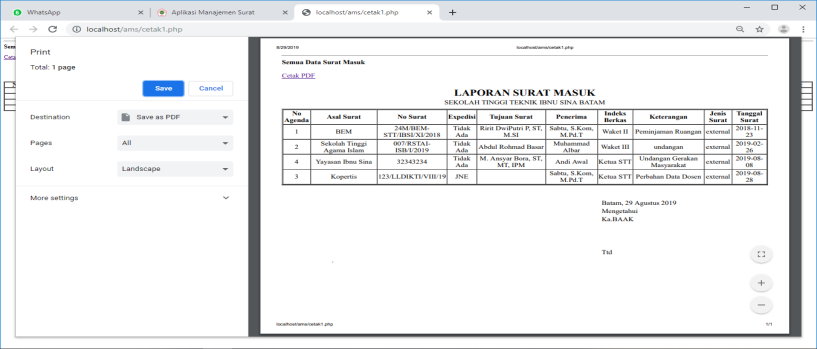 WhatsApp
Aplikasi Manajemen Surat
localhost/ams/cetak1.php
localhost/ams/cetak1.php
Print
Total: 1 page
Save Cancel
Destination Save as PDF
Pages All
Layout Landscape
More settings
8/29/2019 localhost/ams/cetak1.php
Semua Data Surat Masuk
Cetak PDF
LAPORAN SURAT MASUK
SEKOLAH TINGGI TEKNIK IBNU SINA BATAM
No Agenda Asal Surat No Surat Expedisi Tujuan Surat Penerima Indeks Berkas Keterangan Jenis Surat Tanggal Surat
1 BEM 24M/BEM-STT/IBSI/XI/2018 Tidak Ada Ririt DwiPutri P, ST, M.SI Sabtu, S.Kom, M.Pd.T Waket II Peminjaman Ruangan external 2018-11-23
2 Sekolah Tinggi Agama Islam 007/RSTAI-ISB/I/2019 Tidak Ada Abdul Rohmad Basar Muhammad Albar Waket III undangan external 2019-02-26
4 Yayasan Ibnu Sina 32343234 Tidak Ada M. Ansyar Bora, ST, MT, IPM Andi Awal Ketua STT Undangan Gerakan Masyarakat external 2019-08-08
3 Kopertis 123/LLDIKTI/VIII/19 JNE Sabtu, S.Kom, M.Pd.T Ketua STT Perbahan Data Dosen external 2019-08-28
Batam, 29 Agustus 2019
Mengetahui
Ka.BAAK
Ttd
localhost/ams/cetak1.php 1/1